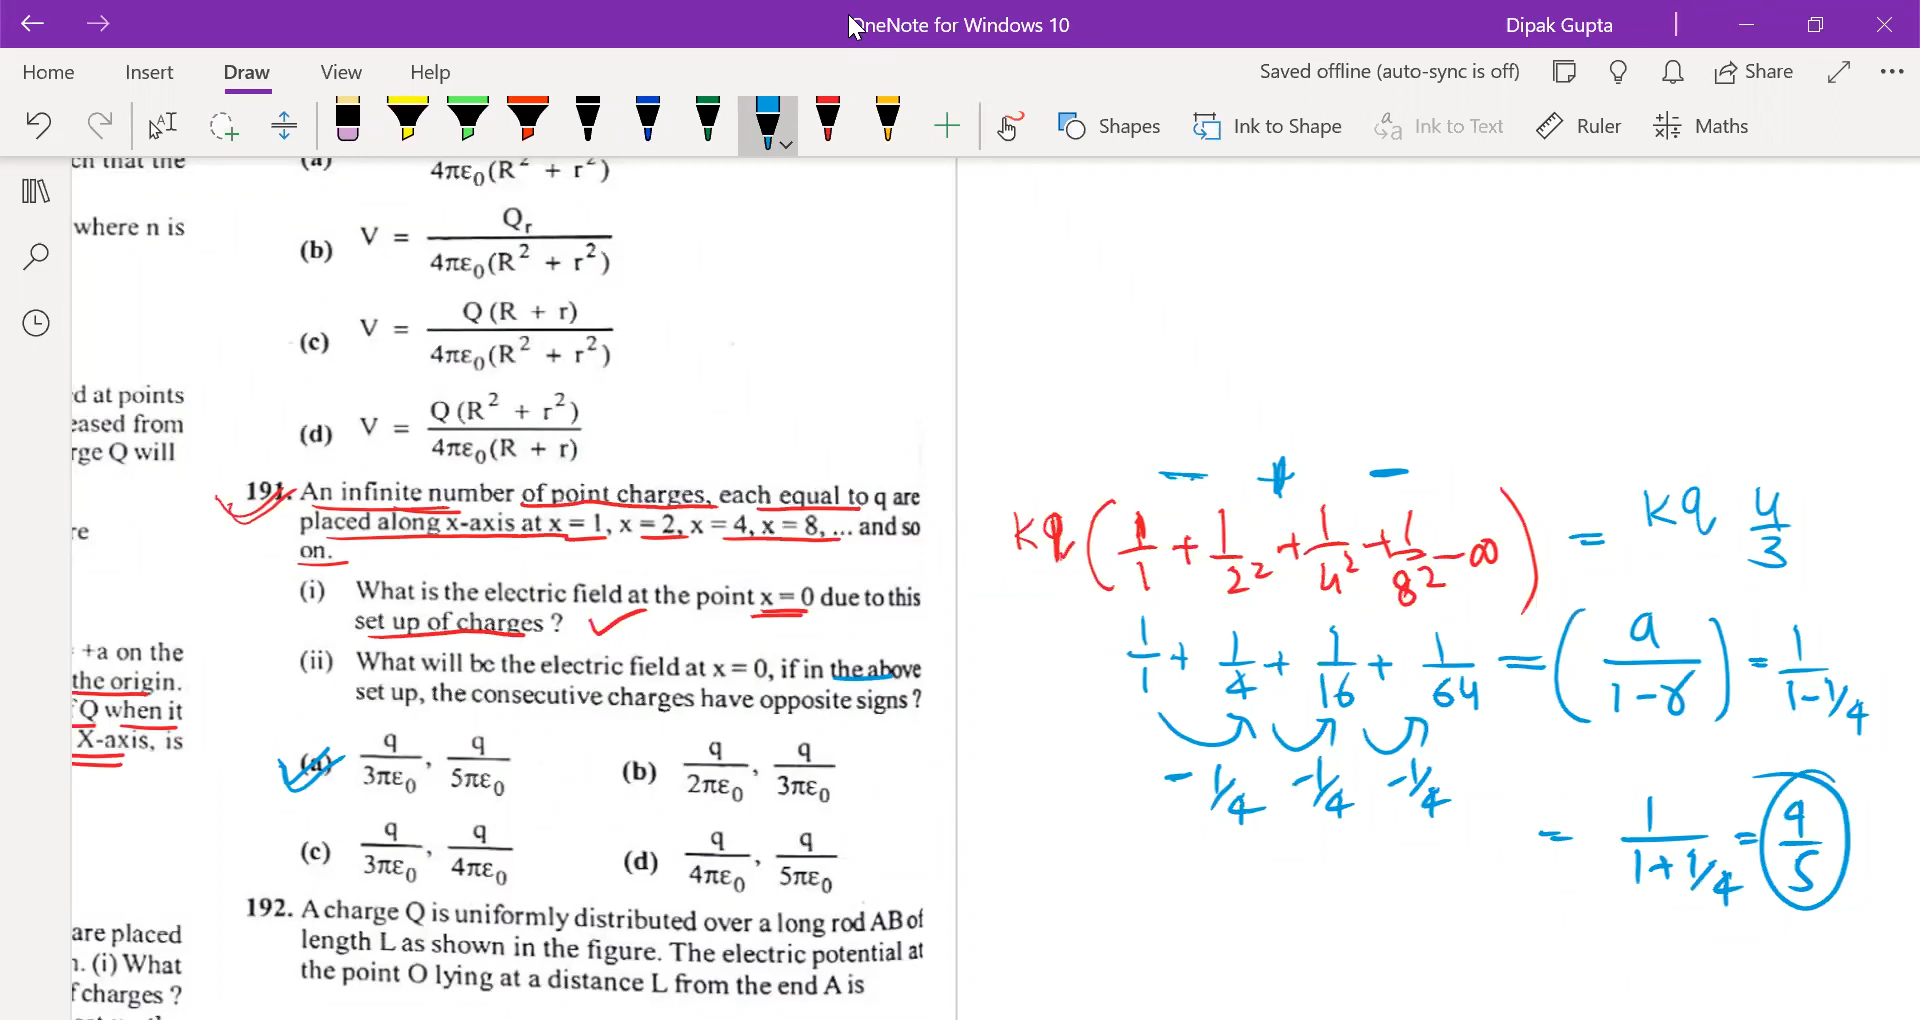 OneNote for Windows 10
Dipak Gupta
Home Insert Draw View Help
Saved offline (auto-sync is off)
Share
Shapes
Ink to Shape
Ink to Text
Ruler
Maths
ch that the
where n is
d at points
eased from
rge Q will
re
+a on the
the origin.
Q when it
X-axis, is
are placed
. (i) What
f charges ?
(a)
4πε₀(R² + r²)
(b) V = Qᵣ / 4πε₀(R² + r²)
(c) V = Q (R + r) / 4πε₀(R² + r²)
(d) V = Q (R² + r²) / 4πε₀(R + r)
191. An infinite number of point charges, each equal to q are
placed along x-axis at x = 1, x = 2, x = 4, x = 8, ... and so
on.
(i) What is the electric field at the point x = 0 due to this
set up of charges ?
(ii) What will be the electric field at x = 0, if in the above
set up, the consecutive charges have opposite signs ?
(a) q/3πε₀, q/5πε₀ (b) q/2πε₀, q/3πε₀
(c) q/3πε₀, q/4πε₀ (d) q/4πε₀, q/5πε₀
192. A charge Q is uniformly distributed over a long rod AB of
length L as shown in the figure. The electric potential at
the point O lying at a distance L from the end A is
− + −
Kq (1/1 + 1/2² + 1/4² + 1/8² − ∞) = Kq 4/3
1/1 + 1/4 + 1/16 + 1/64 = (a/1−r) = 1/1−1/4
−1/4 −1/4 −1/4
= 1/1+1/4 = 4/5